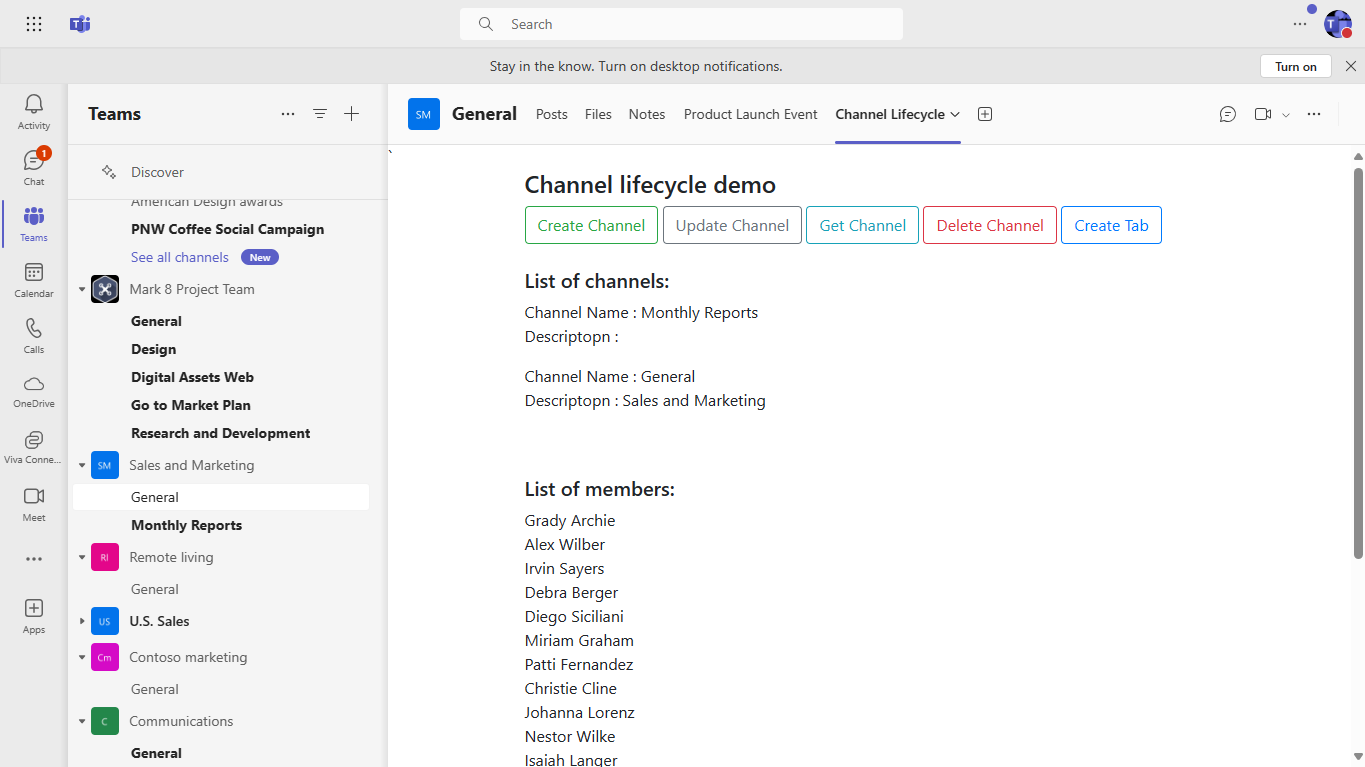 Search
Stay in the know. Turn on desktop notifications.
Turn on
Activity
1
Chat
Teams
Calendar
Calls
OneDrive
Viva Conne...
Meet
Apps
Teams
Discover
American Design awards
PNW Coffee Social Campaign
See all channels New
Mark 8 Project Team
General
Design
Digital Assets Web
Go to Market Plan
Research and Development
SM Sales and Marketing
General
Monthly Reports
Rl Remote living
General
US U.S. Sales
Cm Contoso marketing
General
C Communications
General
SM General Posts Files Notes Product Launch Event Channel Lifecycle
Channel lifecycle demo
Create Channel Update Channel Get Channel Delete Channel Create Tab
List of channels:
Channel Name : Monthly Reports
Descriptopn :
Channel Name : General
Descriptopn : Sales and Marketing
List of members:
Grady Archie
Alex Wilber
Irvin Sayers
Debra Berger
Diego Siciliani
Miriam Graham
Patti Fernandez
Christie Cline
Johanna Lorenz
Nestor Wilke
Isaiah Langer